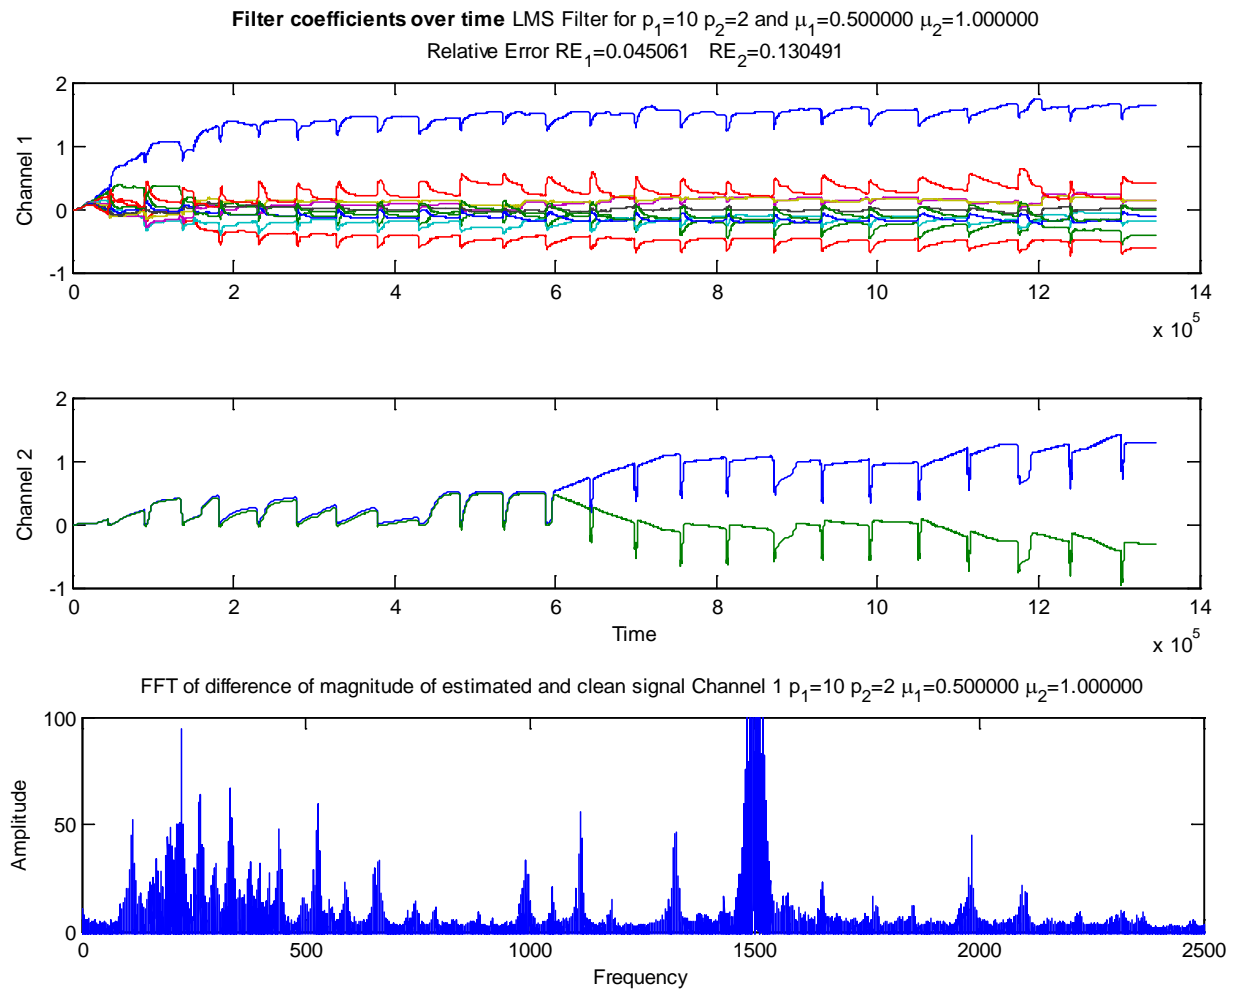 Filter coefficients over time LMS Filter for p1=10 p2=2 and μ1=0.500000 μ2=1.000000
Relative Error RE1=0.045061 RE2=0.130491
2
1
0
-1
Channel 1
0 2 4 6 8 10 12 14
x 10^5
2
1
0
-1
Channel 2
0 2 4 6 8 10 12 14
Time
x 10^5
FFT of difference of magnitude of estimated and clean signal Channel 1 p1=10 p2=2 μ1=0.500000 μ2=1.000000
100
50
0
Amplitude
0 500 1000 1500 2000 2500
Frequency